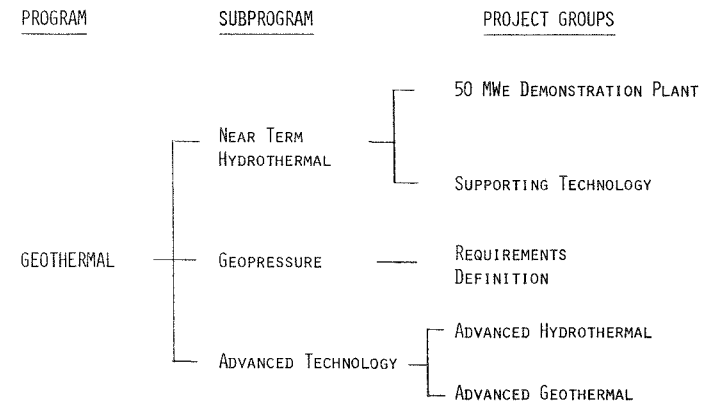 PROGRAM SUBPROGRAM PROJECT GROUPS
50 MWE DEMONSTRATION PLANT
NEAR TERM
HYDROTHERMAL
SUPPORTING TECHNOLOGY
GEOTHERMAL
GEOPRESSURE
REQUIREMENTS
DEFINITION
ADVANCED TECHNOLOGY
ADVANCED HYDROTHERMAL
ADVANCED GEOTHERMAL